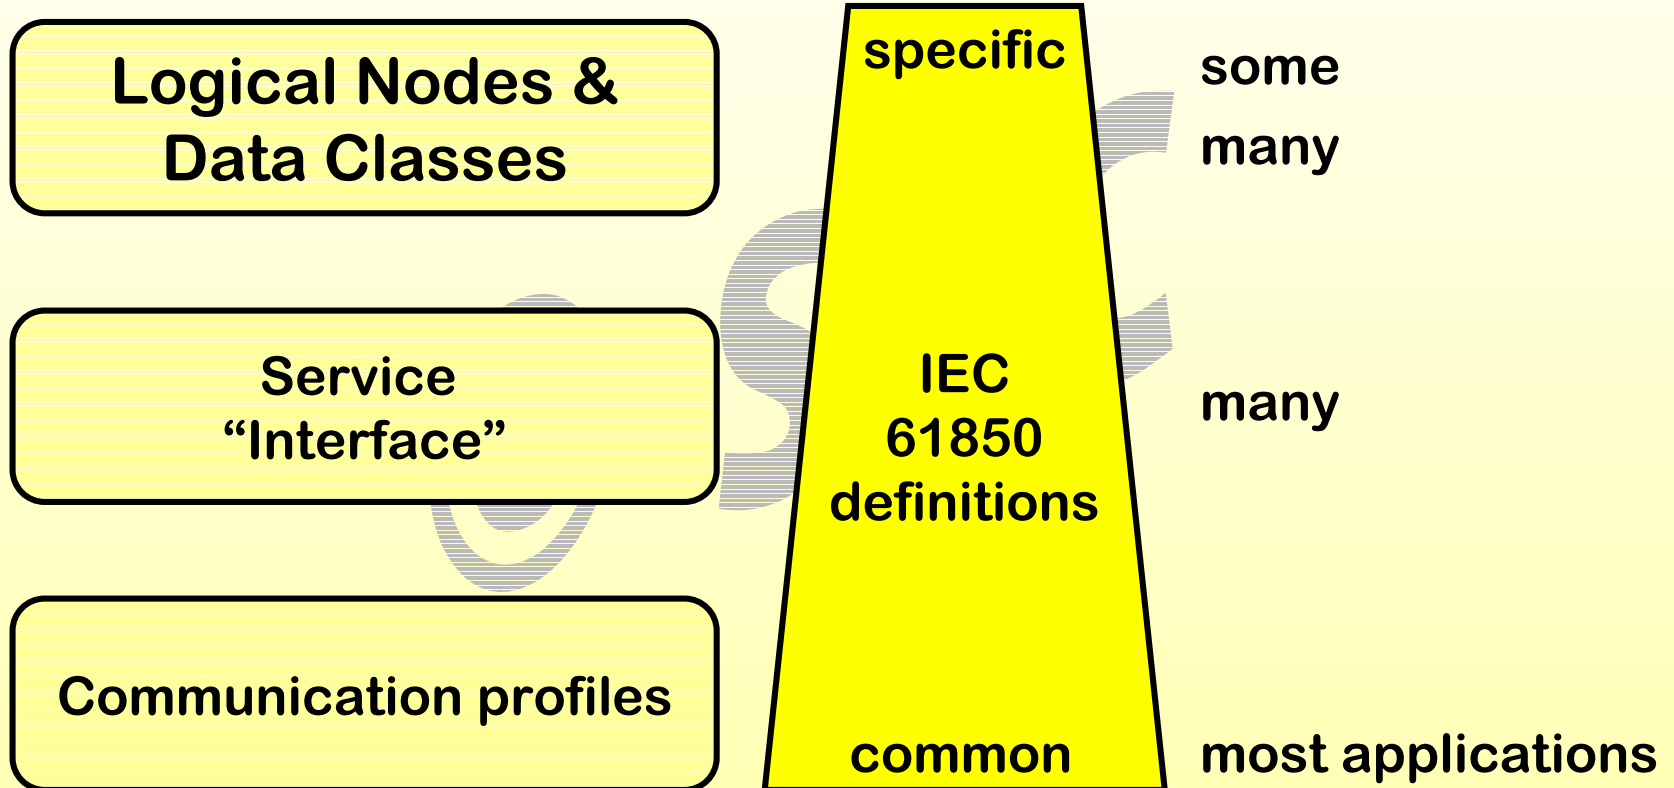 Logical Nodes &
Data Classes
Service
“Interface”
Communication profiles
specific
IEC
61850
definitions
common
some
many
many
most applications